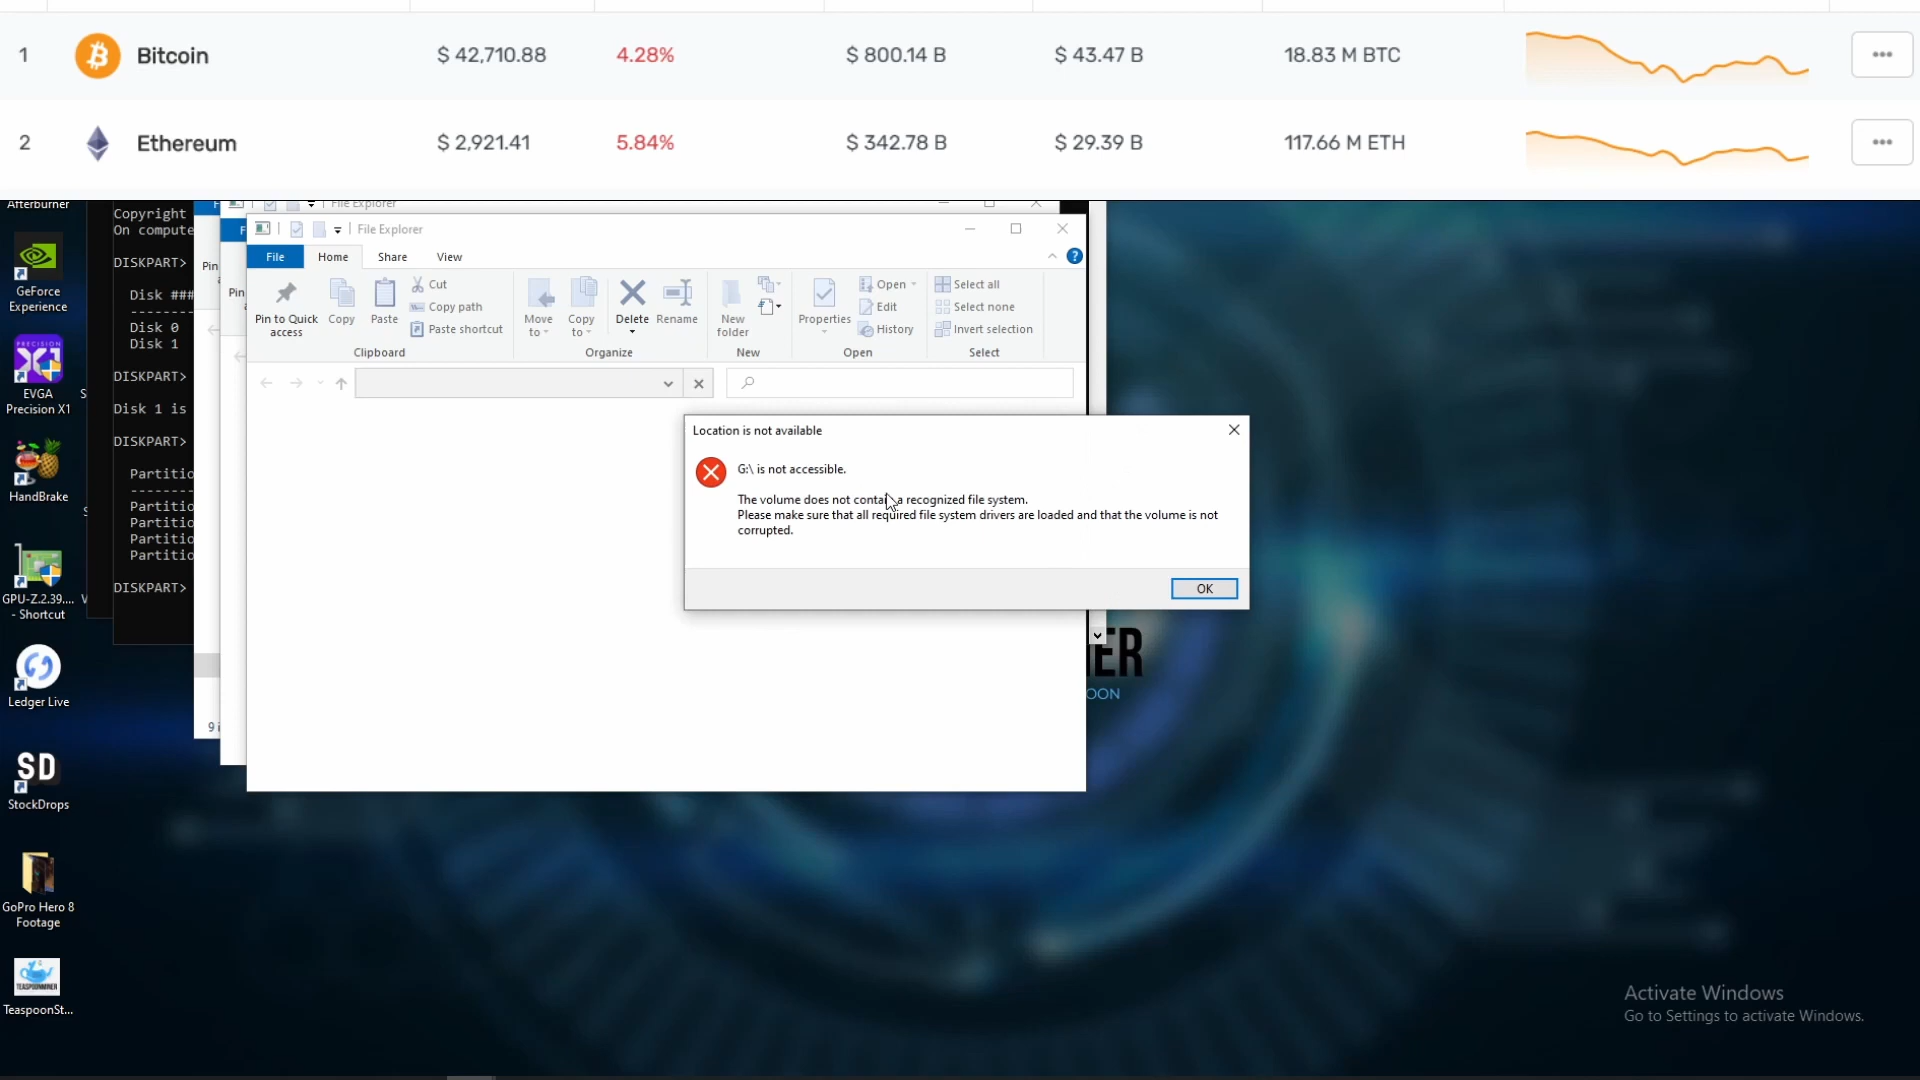 1 Bitcoin $ 42,710.88 4.28% $ 800.14 B $ 43.47 B 18.83 M BTC
2 Ethereum $ 2,921.41 5.84% $ 342.78 B $ 29.39 B 117.66 M ETH
Afterburner
GeForce
Experience
EVGA
Precision X1
HandBrake
GPU-Z.2.39....
- Shortcut
Ledger Live
SD
StockDrops
GoPro Hero 8
Footage
TEASPOONMINER
TeaspoonSt...
Copyright
On compute
DISKPART>
Disk ###
--------
Disk 0
Disk 1
DISKPART>
Disk 1 is
DISKPART>
Partitio
--------
Partitio
Partitio
Partitio
Partitio
DISKPART>
Pin
Pin
9 i
File Explorer
File Explorer
File Home Share View
Pin to Quick
access
Copy
Paste
Cut
Copy path
Paste shortcut
Clipboard
Move
to
Copy
to
Delete
Rename
Organize
New
folder
New
Properties
Open
Edit
History
Open
Select all
Select none
Invert selection
Select
Location is not available
G:\ is not accessible.
The volume does not contain a recognized file system.
Please make sure that all required file system drivers are loaded and that the volume is not
corrupted.
OK
ER
OON
Activate Windows
Go to Settings to activate Windows.